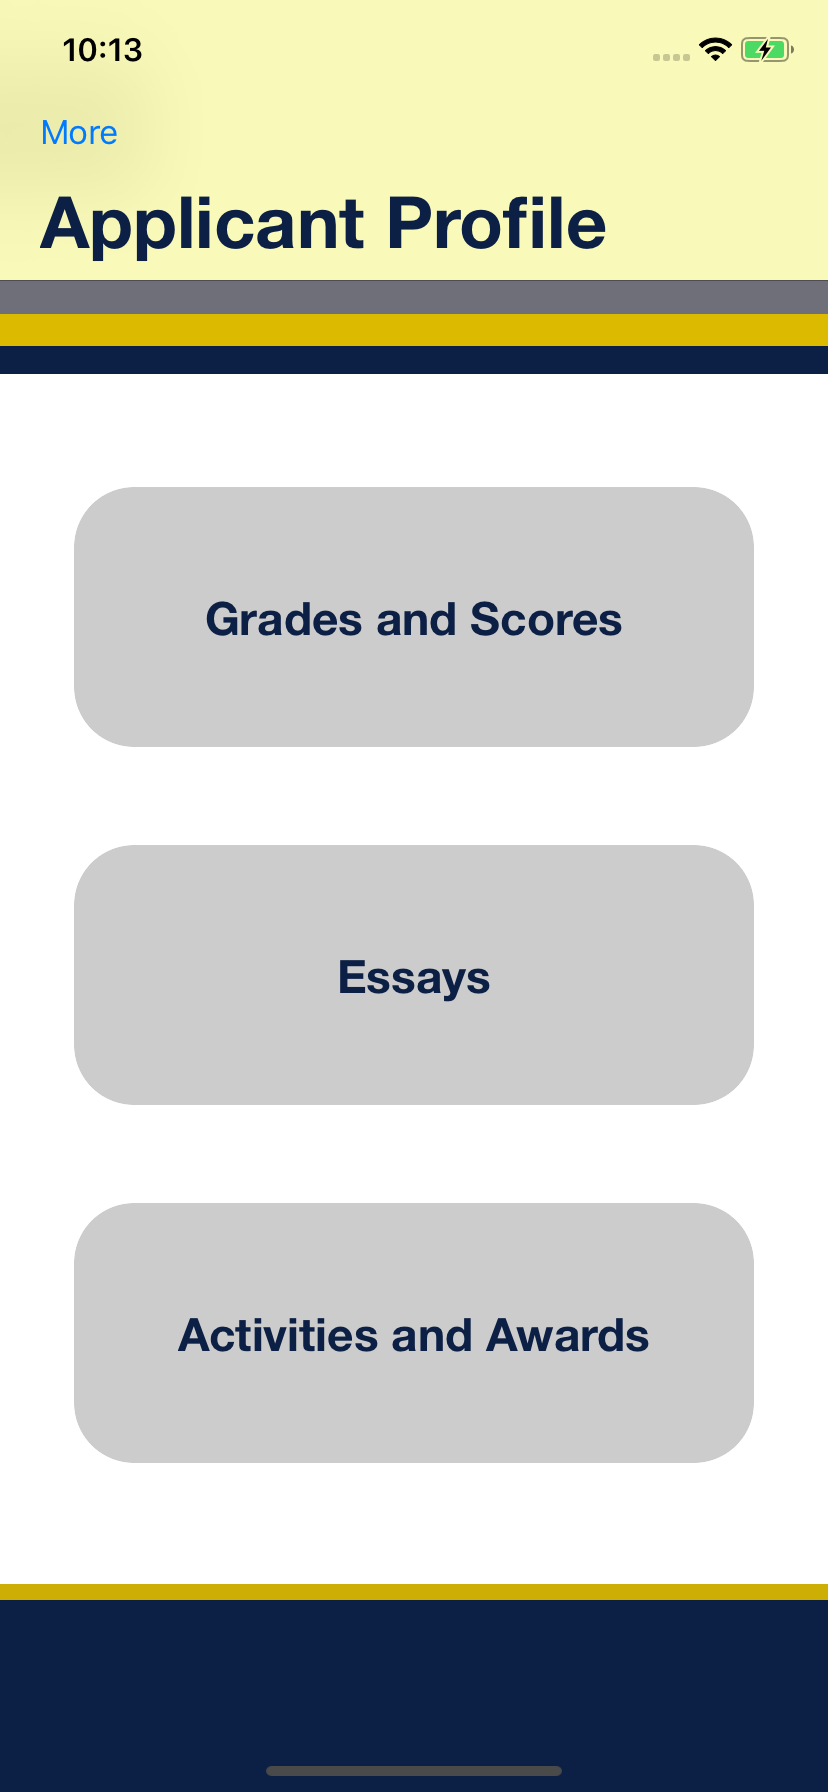 10:13
More
Applicant Profile
Grades and Scores
Essays
Activities and Awards